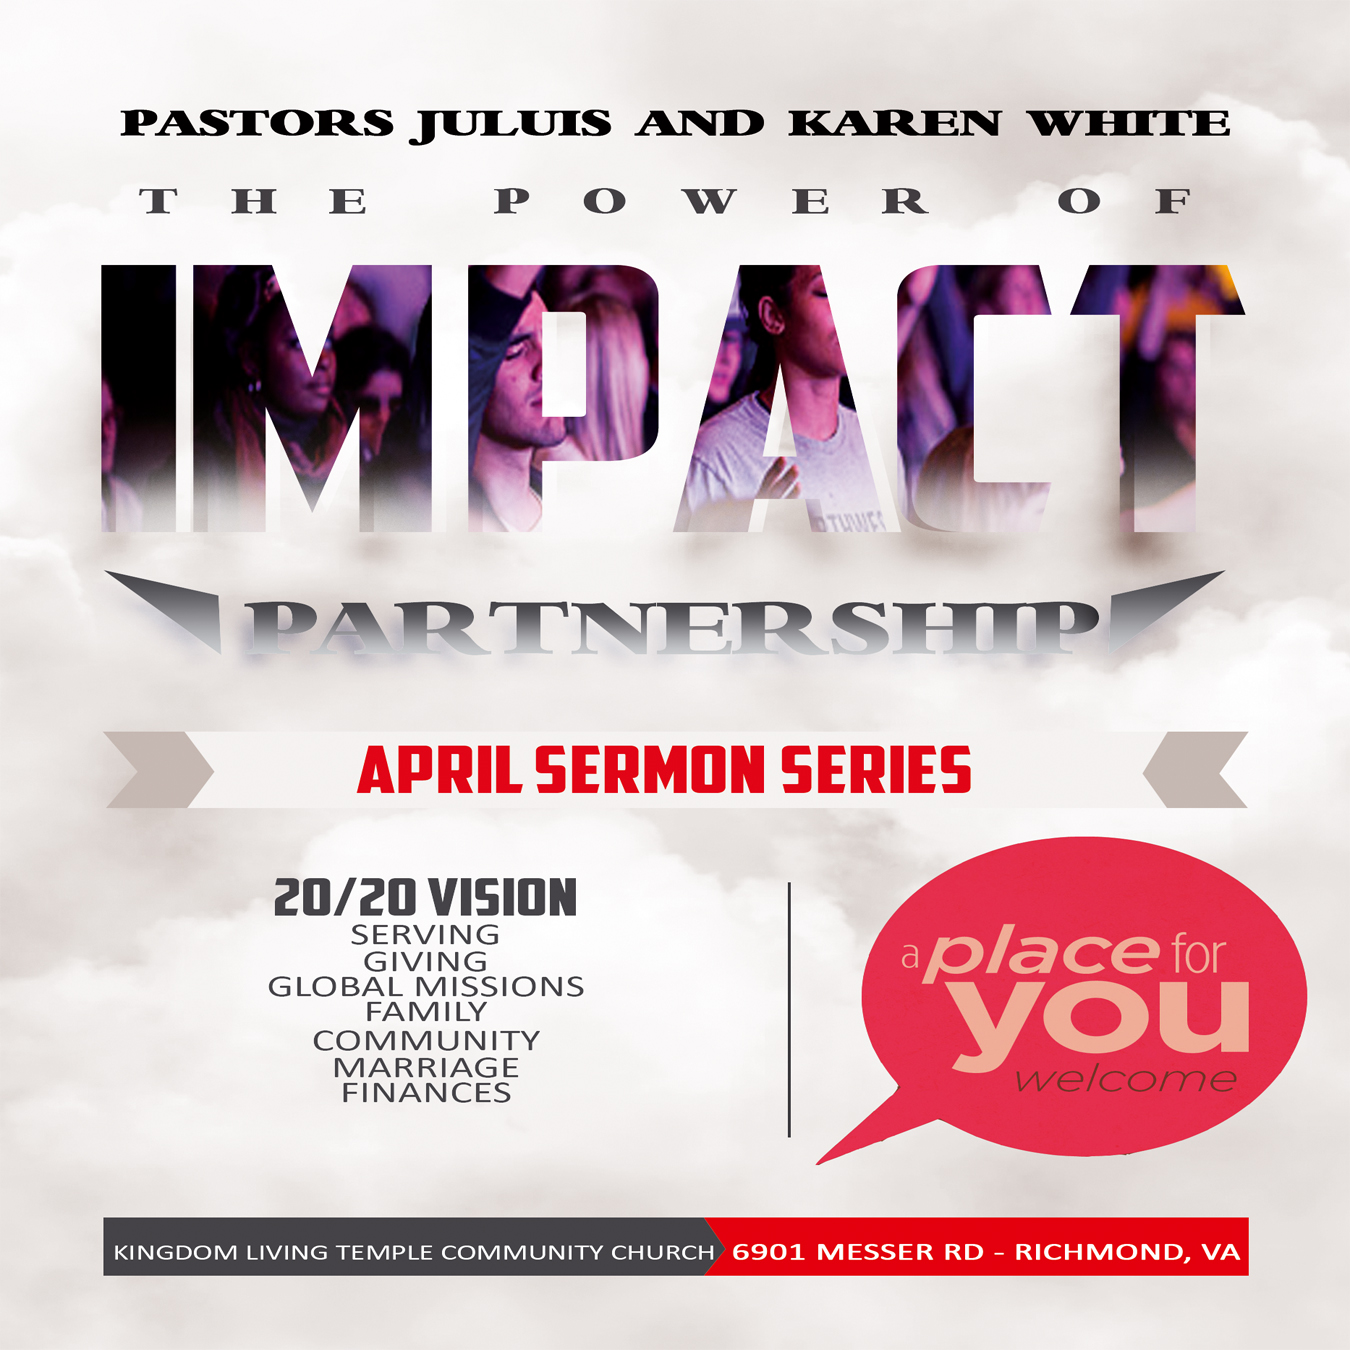 PASTORS JULUIS AND KAREN WHITE
THE POWER OF
IMPACT
PARTNERSHIP
APRIL SERMON SERIES
20/20 VISION
SERVING
GIVING
GLOBAL MISSIONS
FAMILY
COMMUNITY
MARRIAGE
FINANCES
a place for
you
welcome
KINGDOM LIVING TEMPLE COMMUNITY CHURCH 6901 MESSER RD - RICHMOND, VA